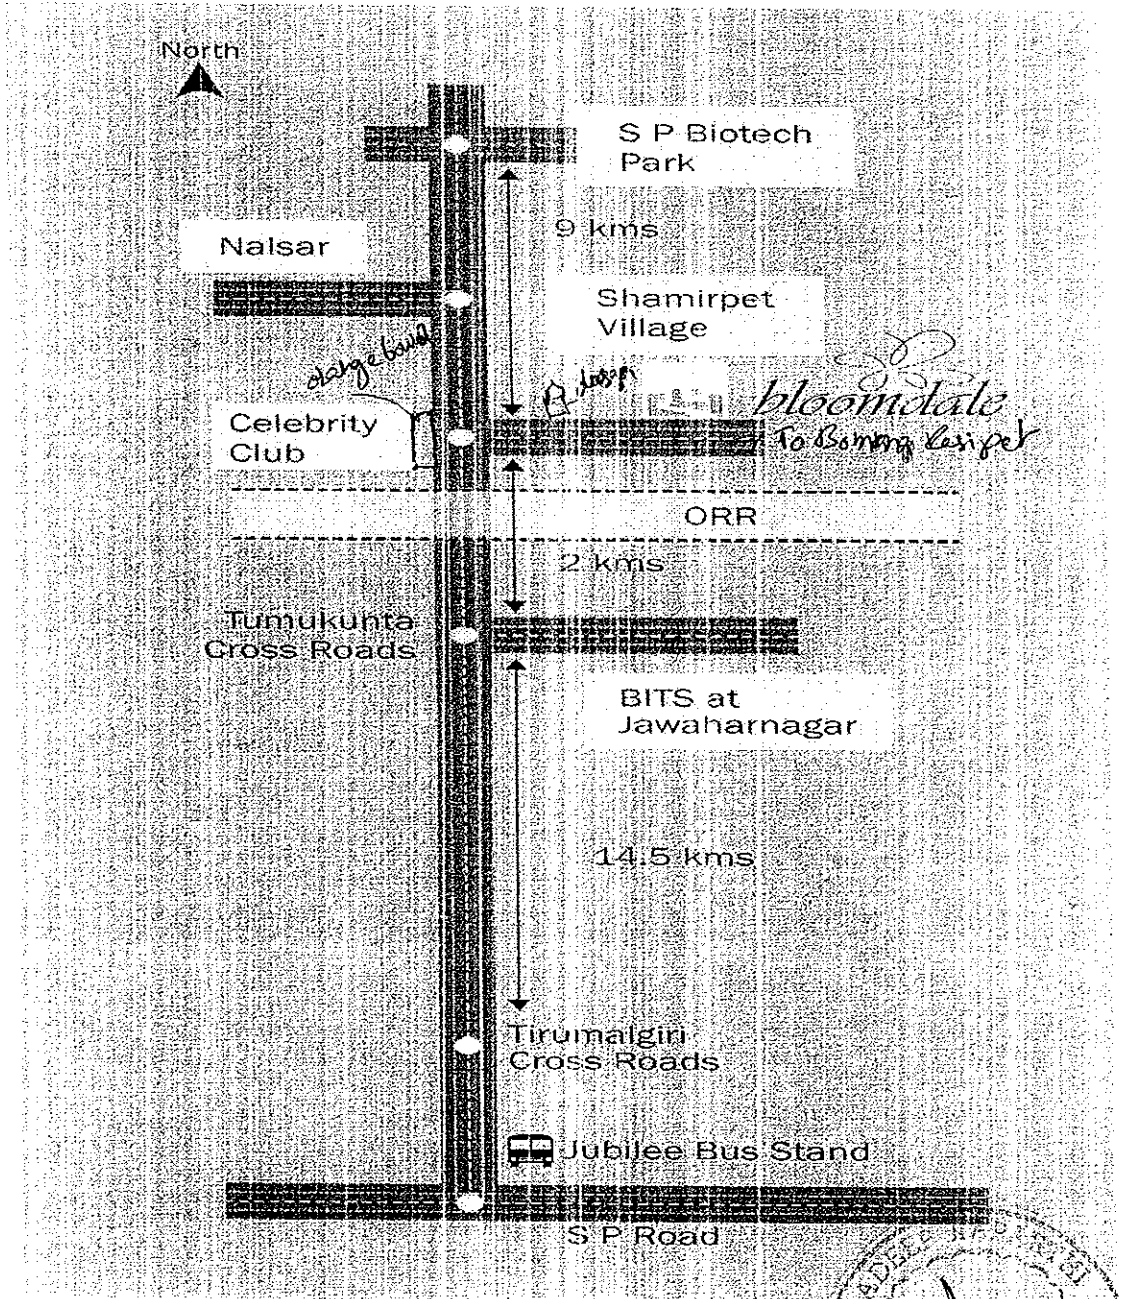 North
S P Biotech
Park
9 kms
Nalsar
Shamirpet
Village
bloomdale
Celebrity
Club
To
ORR
2 kms
Tumukunta
Cross Roads
BITS at
Jawaharnagar
14.5 kms
Tirumalgiri
Cross Roads
Jubilee Bus Stand
S P Road